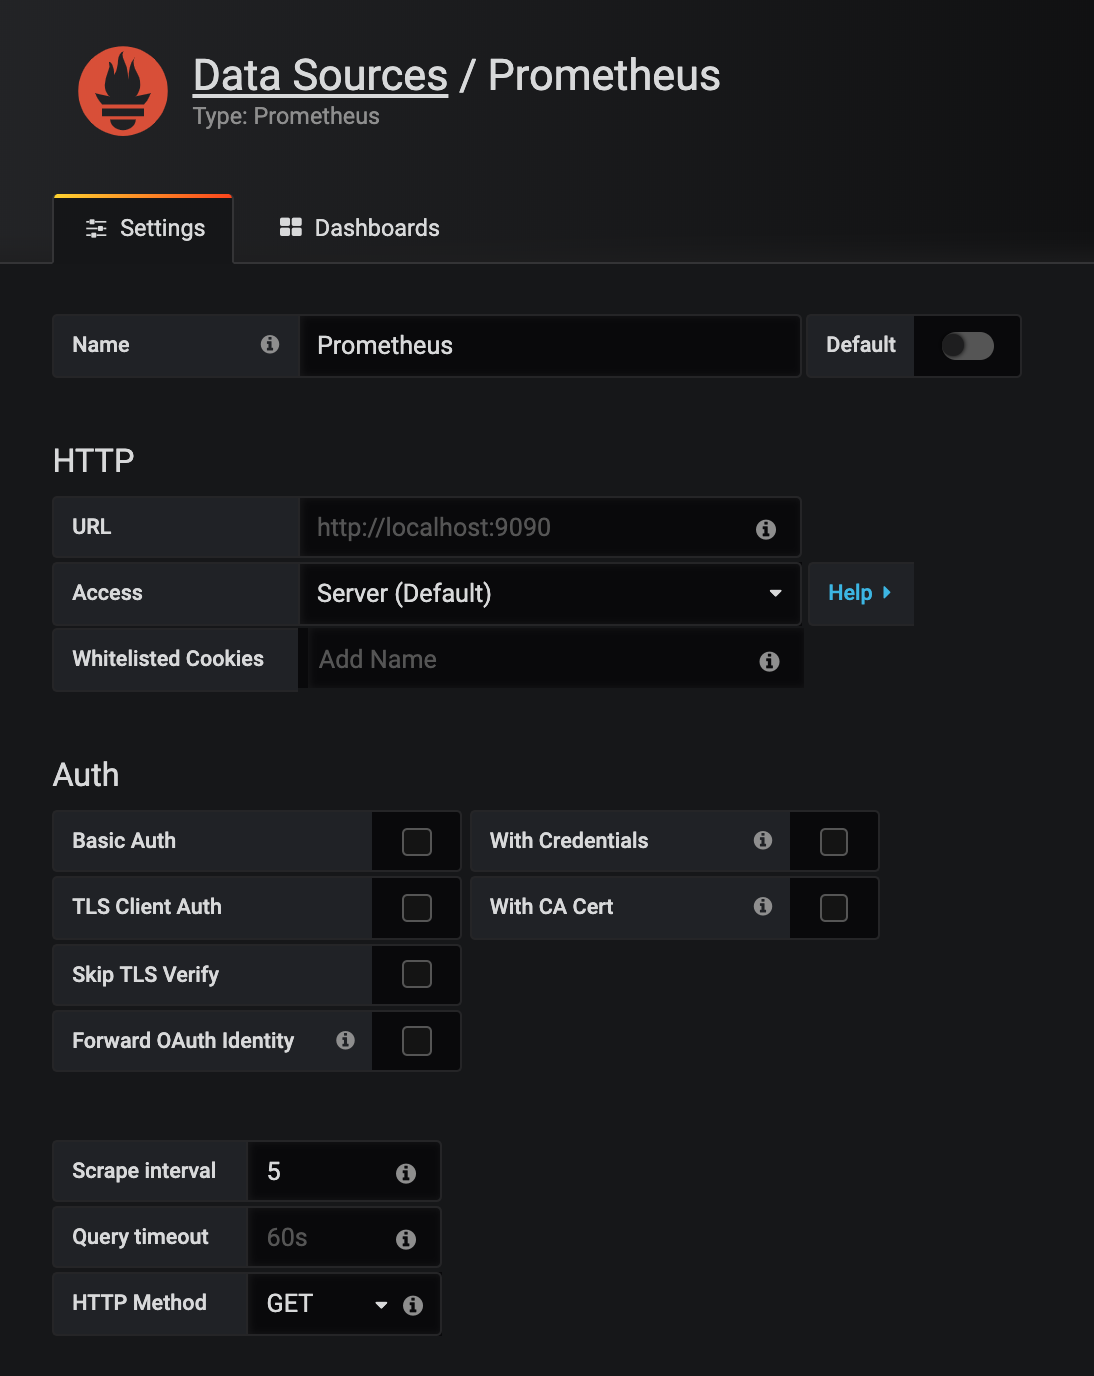 Data Sources / Prometheus
Type: Prometheus
Settings
Dashboards
Name
Prometheus
Default
HTTP
URL
http://localhost:9090
Access
Server (Default)
Help
Whitelisted Cookies
Add Name
Auth
Basic Auth
With Credentials
TLS Client Auth
With CA Cert
Skip TLS Verify
Forward OAuth Identity
Scrape interval
5
Query timeout
60s
HTTP Method
GET